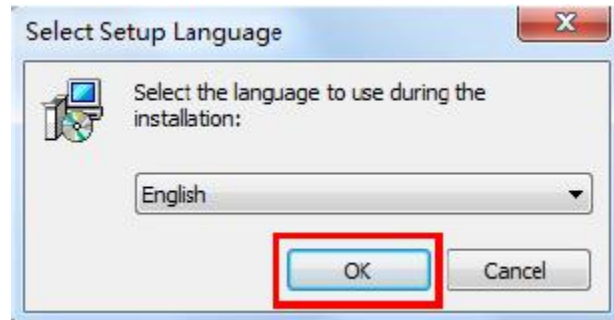 Select Setup Language
Select the language to use during the
installation:
English
OK
Cancel